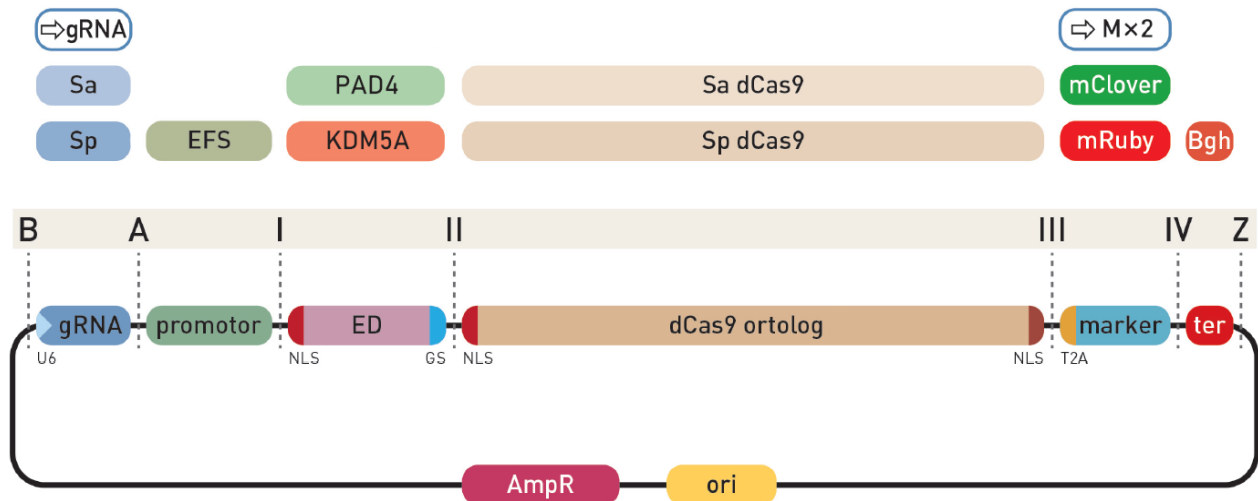 ⇨gRNA ⇨ M×2
Sa PAD4 Sa dCas9 mClover
Sp EFS KDM5A Sp dCas9 mRuby Bgh
B A I II III IV Z
gRNA promotor ED dCas9 ortolog marker ter
U6 NLS GS NLS NLS T2A
AmpR ori